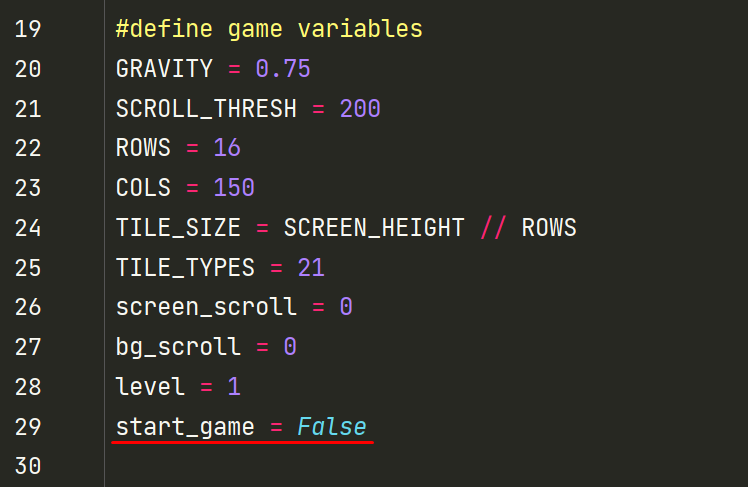 19 #define game variables
20 GRAVITY = 0.75
21 SCROLL_THRESH = 200
22 ROWS = 16
23 COLS = 150
24 TILE_SIZE = SCREEN_HEIGHT // ROWS
25 TILE_TYPES = 21
26 screen_scroll = 0
27 bg_scroll = 0
28 level = 1
29 start_game = False
30